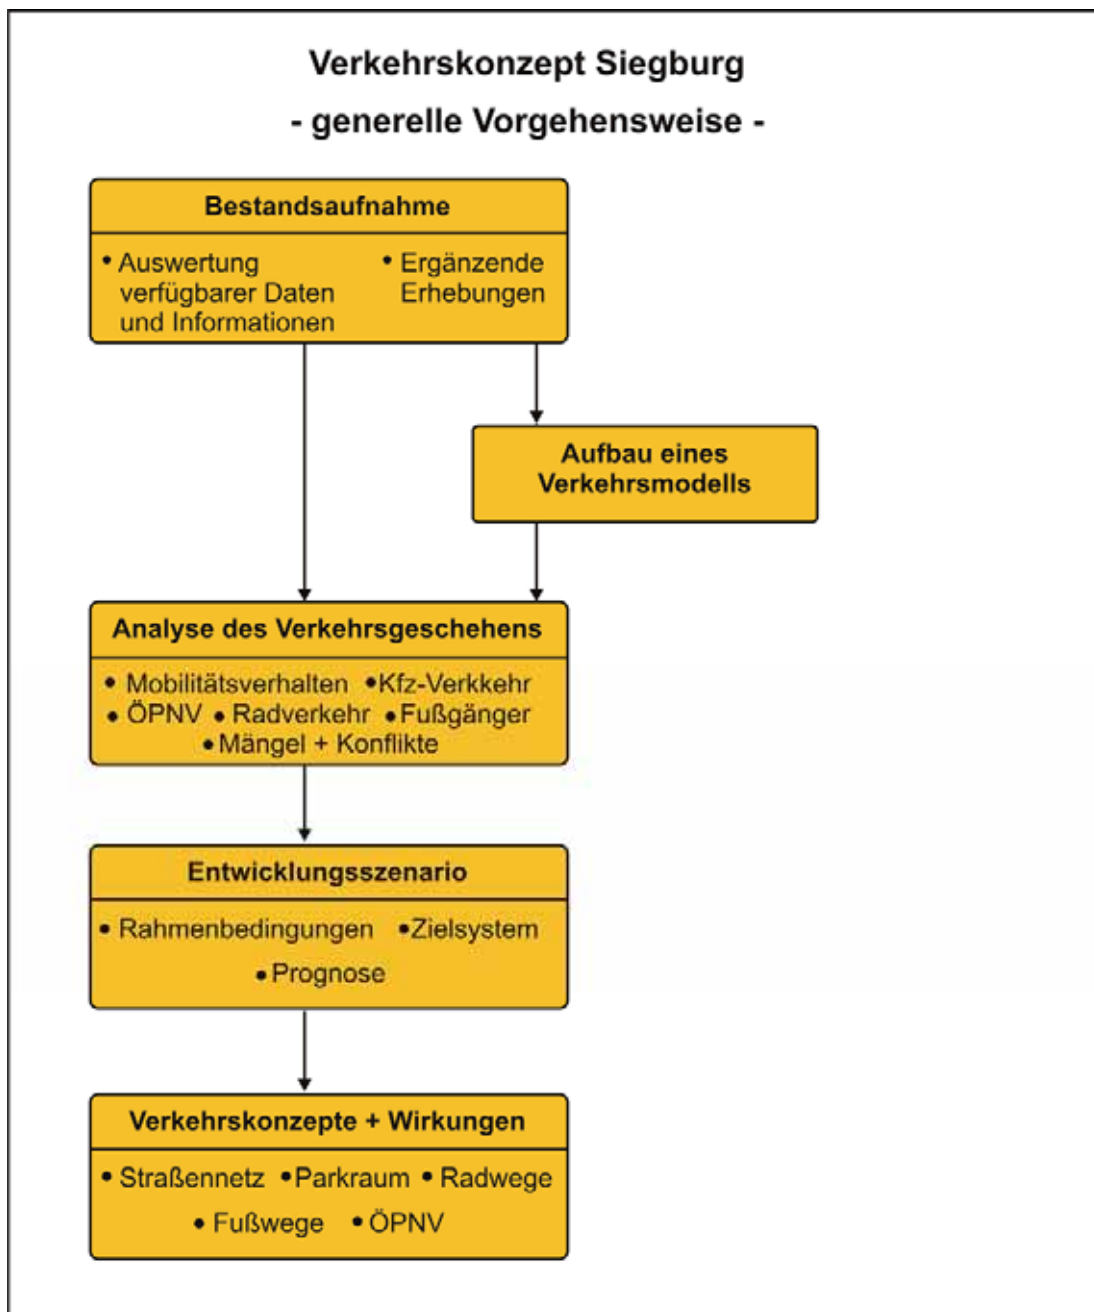 Verkehrskonzept Siegburg
- generelle Vorgehensweise -
Bestandsaufnahme
• Auswertung
verfügbarer Daten
und Informationen
• Ergänzende
Erhebungen
Aufbau eines
Verkehrsmodells
Analyse des Verkehrsgeschehens
• Mobilitätsverhalten •Kfz-Verkkehr
• ÖPNV • Radverkehr •Fußgänger
•Mängel + Konflikte
Entwicklungsszenario
• Rahmenbedingungen •Zielsystem
•Prognose
Verkehrskonzepte + Wirkungen
•Straßennetz •Parkraum • Radwege
• Fußwege •ÖPNV